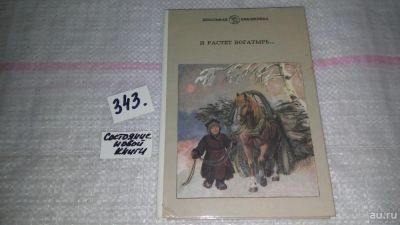 ШКОЛЬНАЯ БИБЛИОТЕКА
И РАСТЕТ БОГАТЫРЬ...
343.
Состояние
новой
книги
au.ru